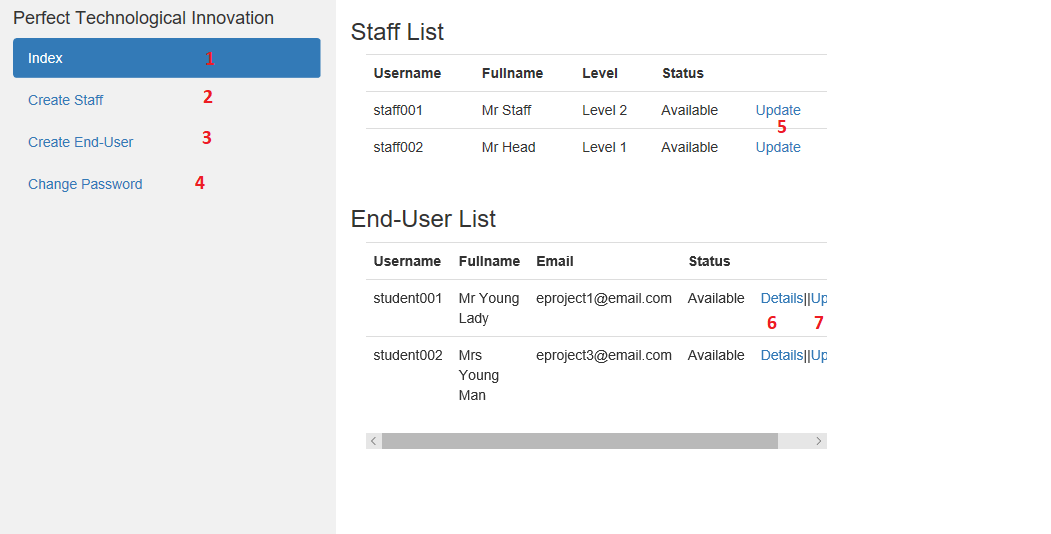 Perfect Technological Innovation
Index 1
Create Staff 2
Create End-User 3
Change Password 4
Staff List
Username Fullname Level Status
staff001 Mr Staff Level 2 Available Update
5
staff002 Mr Head Level 1 Available Update
End-User List
Username Fullname Email Status
student001 Mr Young eproject1@email.com Available Details||Up
Lady 6 7
student002 Mrs eproject3@email.com Available Details||Up
Young
Man